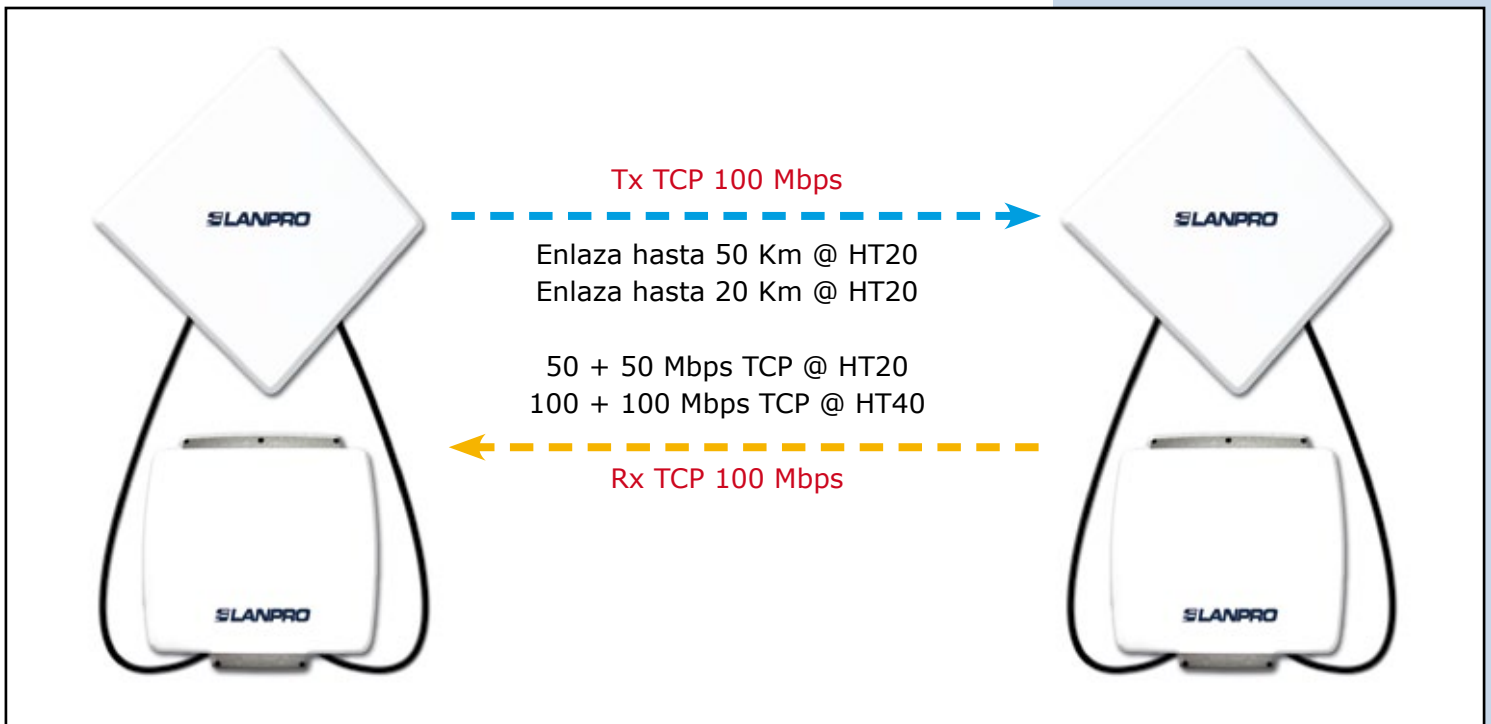 LANPRO
LANPRO
Tx TCP 100 Mbps
Enlaza hasta 50 Km @ HT20
Enlaza hasta 20 Km @ HT20
50 + 50 Mbps TCP @ HT20
100 + 100 Mbps TCP @ HT40
Rx TCP 100 Mbps
LANPRO
LANPRO